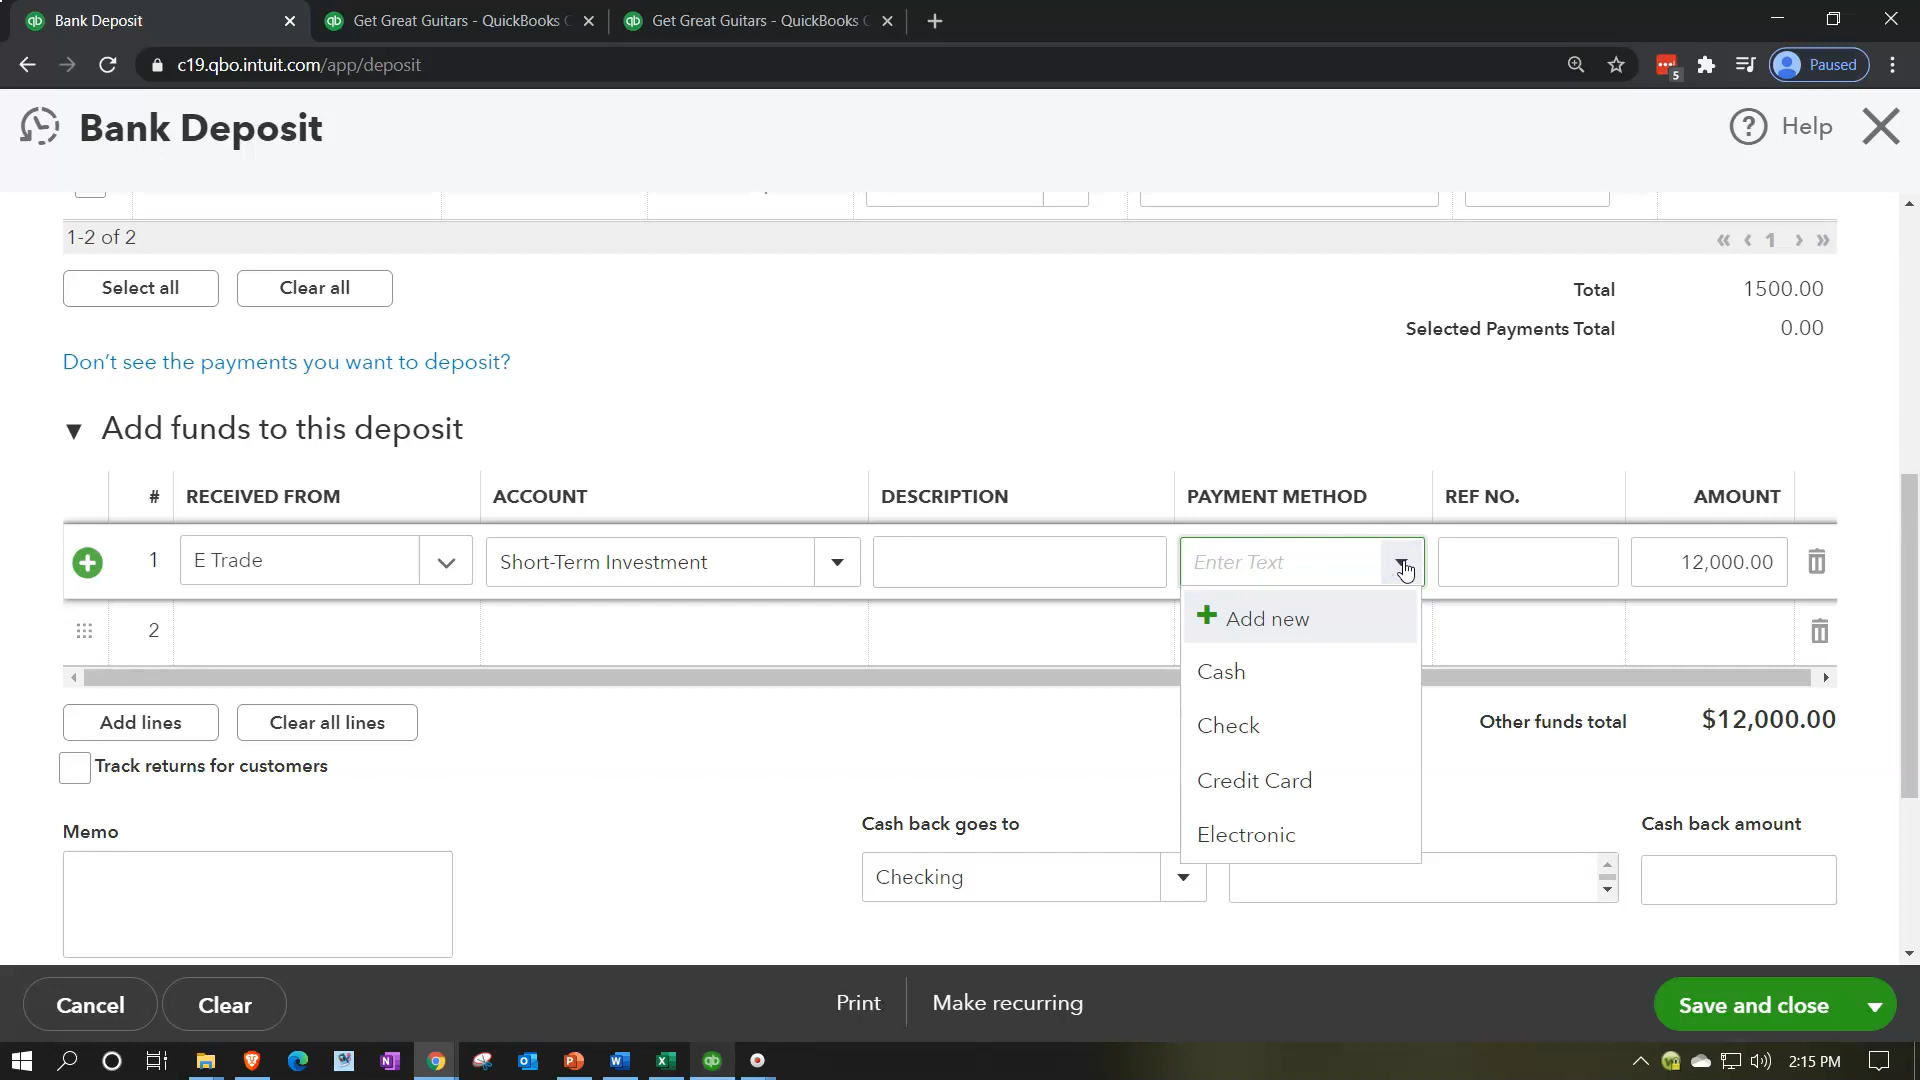 Bank Deposit
Get Great Guitars - QuickBooks C
Get Great Guitars - QuickBooks C
c19.qbo.intuit.com/app/deposit
5
Paused
Bank Deposit
Help
1-2 of 2
1
Select all
Clear all
Total
1500.00
Selected Payments Total
0.00
Don't see the payments you want to deposit?
Add funds to this deposit
#
RECEIVED FROM
ACCOUNT
DESCRIPTION
PAYMENT METHOD
REF NO.
AMOUNT
1
E Trade
Short-Term Investment
Enter Text
12,000.00
Add new
2
Cash
Add lines
Clear all lines
Check
Other funds total
$12,000.00
Track returns for customers
Credit Card
Memo
Cash back goes to
Electronic
Cash back amount
Checking
Cancel
Clear
Print
Make recurring
Save and close
2:15 PM